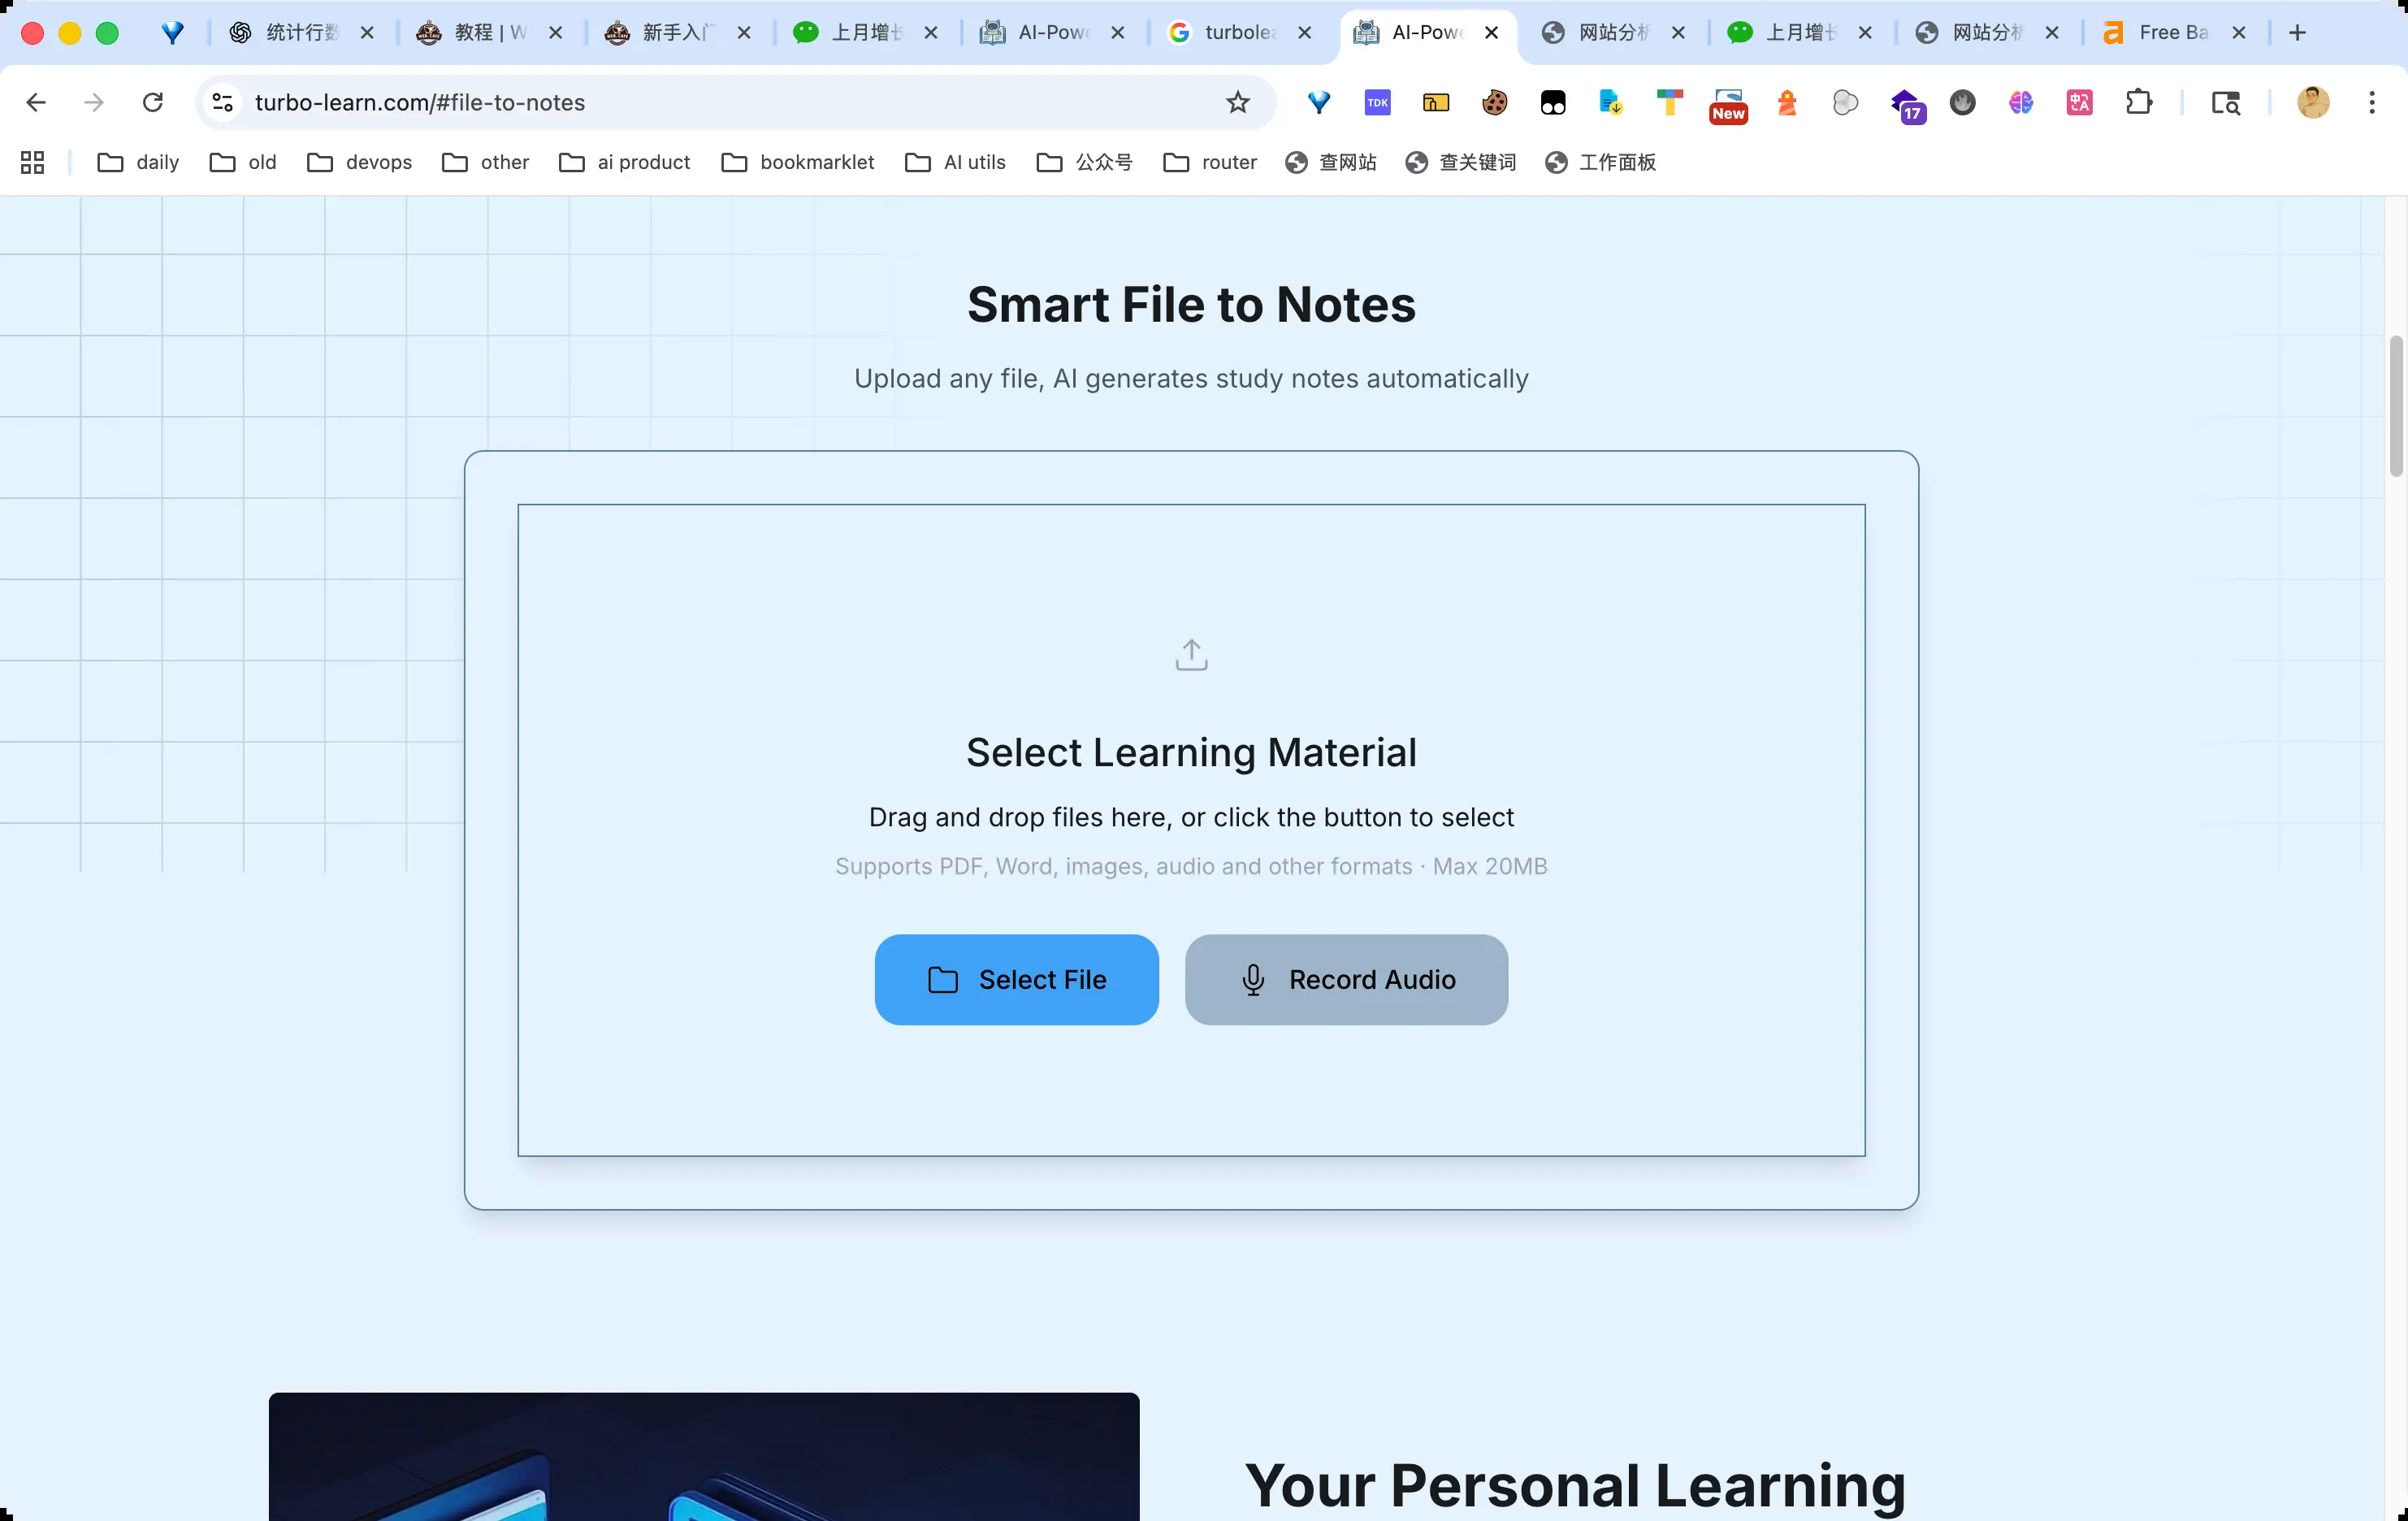 统计行数
教程 | W
新手入门
上月增长
AI-Powe
turbolea
AI-Powe
网站分析
上月增长
网站分析
Free Ba
turbo-learn.com/#file-to-notes
TDK
New
17
daily
old
devops
other
ai product
bookmarklet
AI utils
公众号
router
查网站
查关键词
工作面板
Smart File to Notes
Upload any file, AI generates study notes automatically
Select Learning Material
Drag and drop files here, or click the button to select
Supports PDF, Word, images, audio and other formats · Max 20MB
Select File
Record Audio
Your Personal Learning